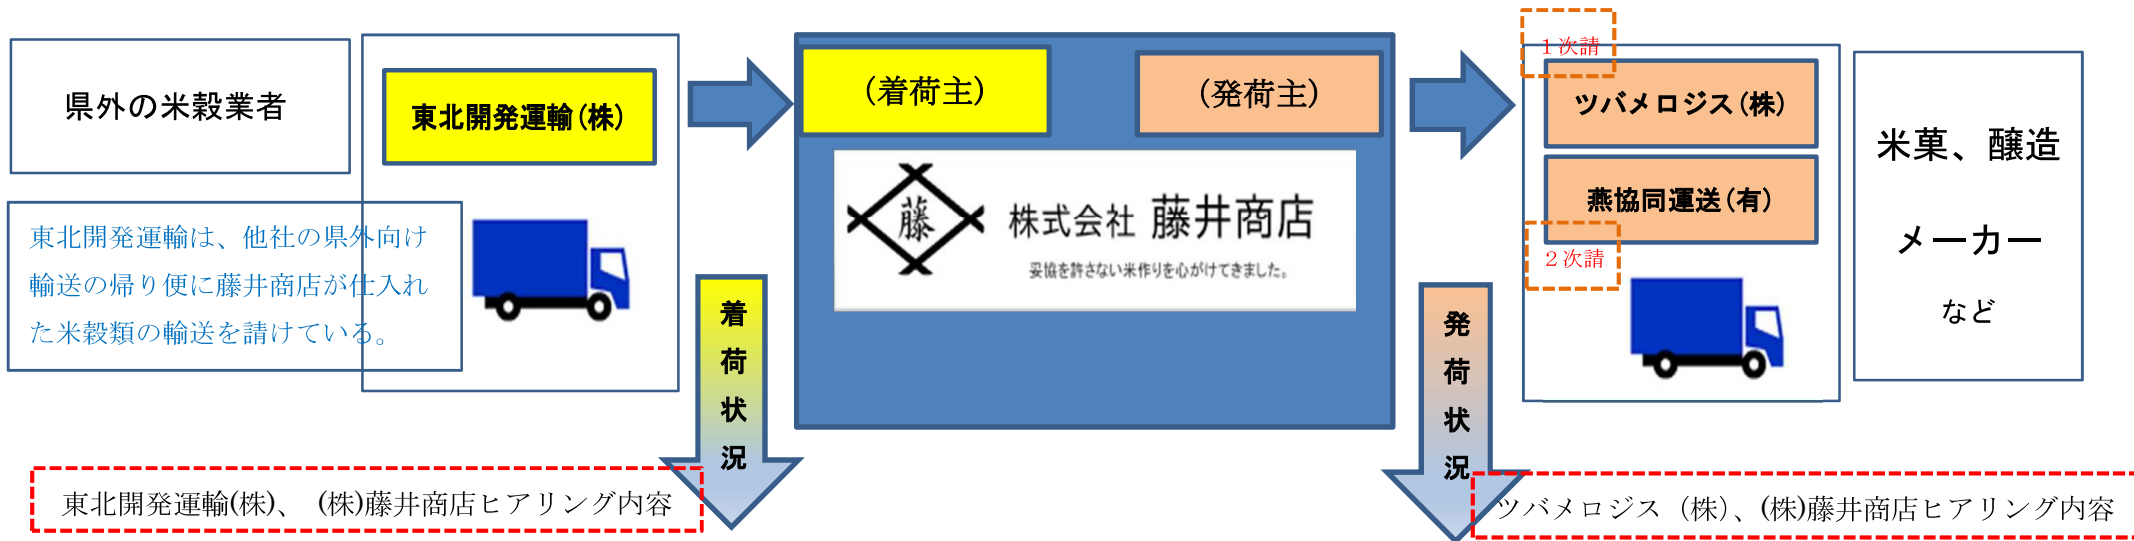 県外の米穀業者
東北開発運輸(株)
東北開発運輸は、他社の県外向け
輸送の帰り便に藤井商店が仕入れ
た米穀類の輸送を請けている。
(着荷主)
(発荷主)
藤
株式会社 藤井商店
妥協を許さない米作りを心がけてきました。
着荷状況
発荷状況
1次請
ツバメロジス(株)
燕協同運送(有)
2次請
米菓、醸造
メーカー
など
東北開発運輸(株)、 (株)藤井商店ヒアリング内容
ツバメロジス (株)、(株)藤井商店ヒアリング内容